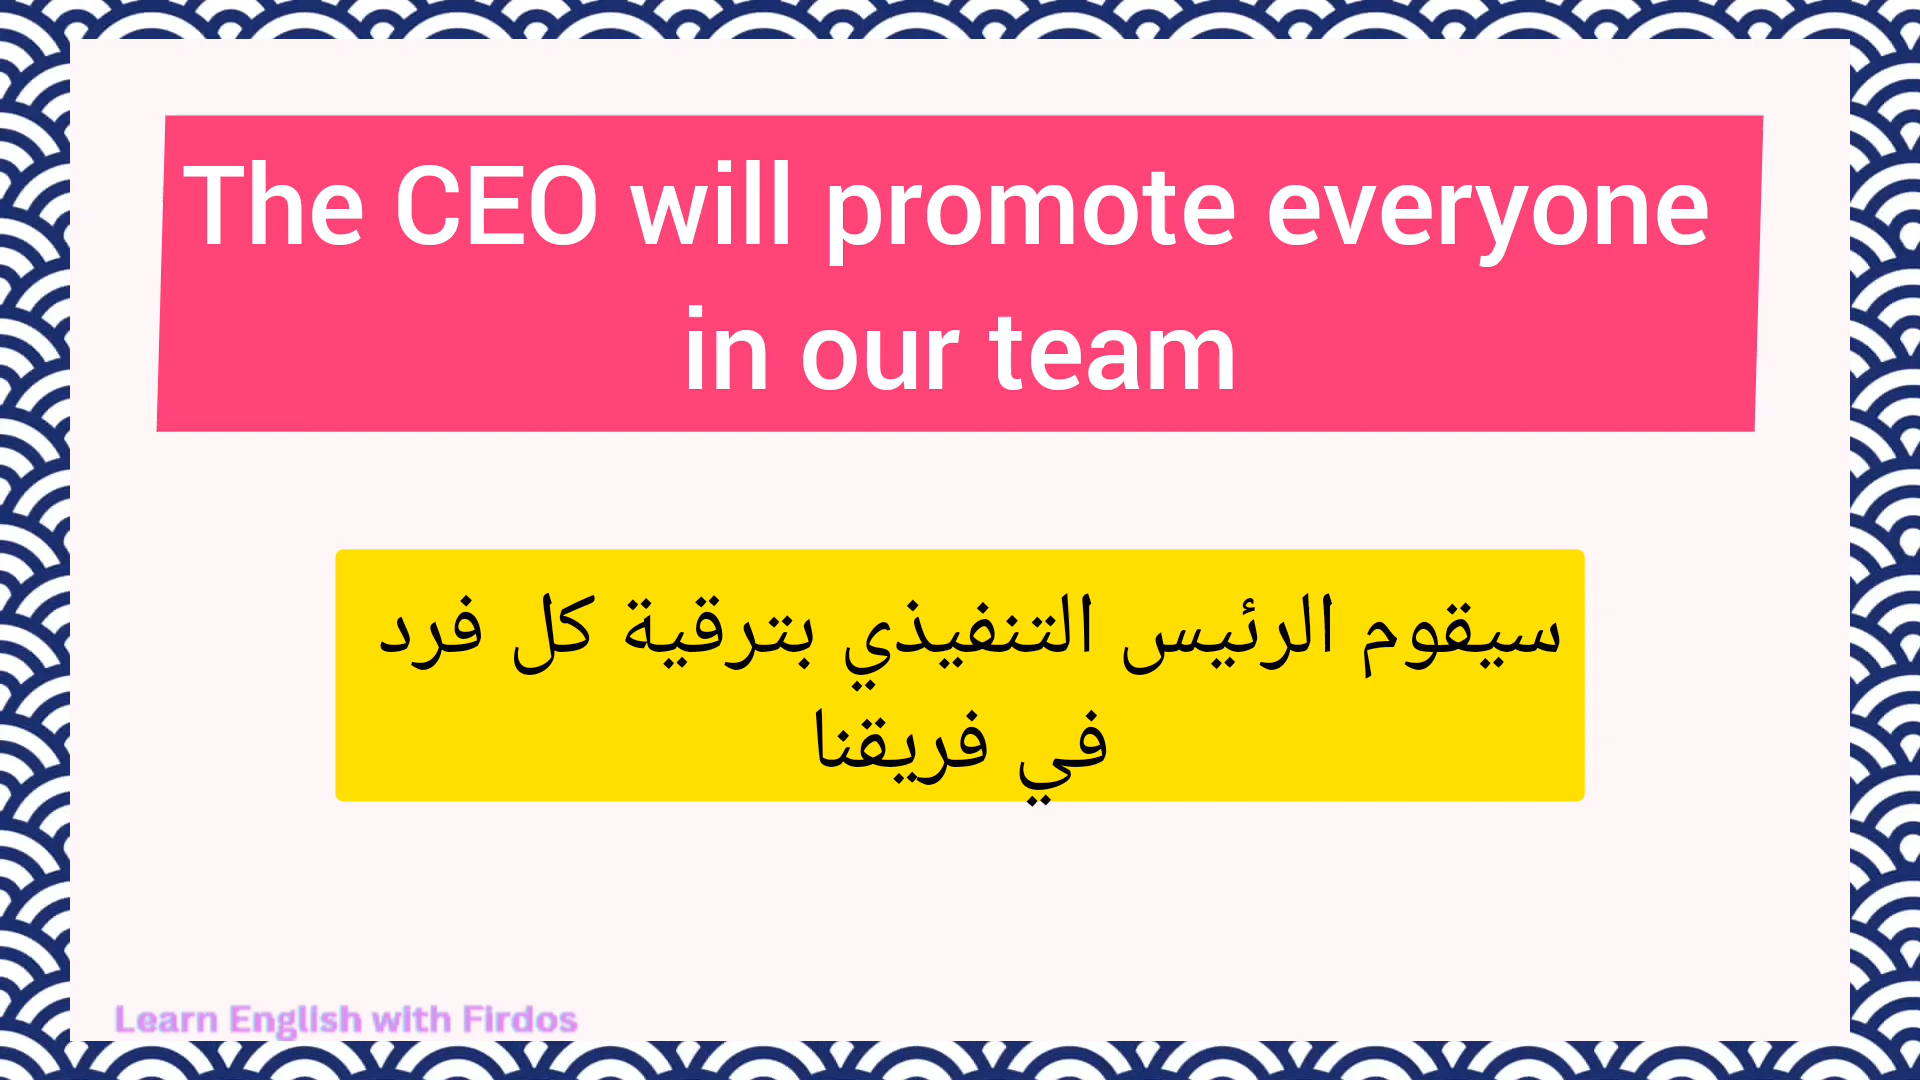 The CEO will promote everyone
in our team
سيقوم الرئيس التنفيذي بترقية كل فرد
في فريقنا
Learn English with Firdos